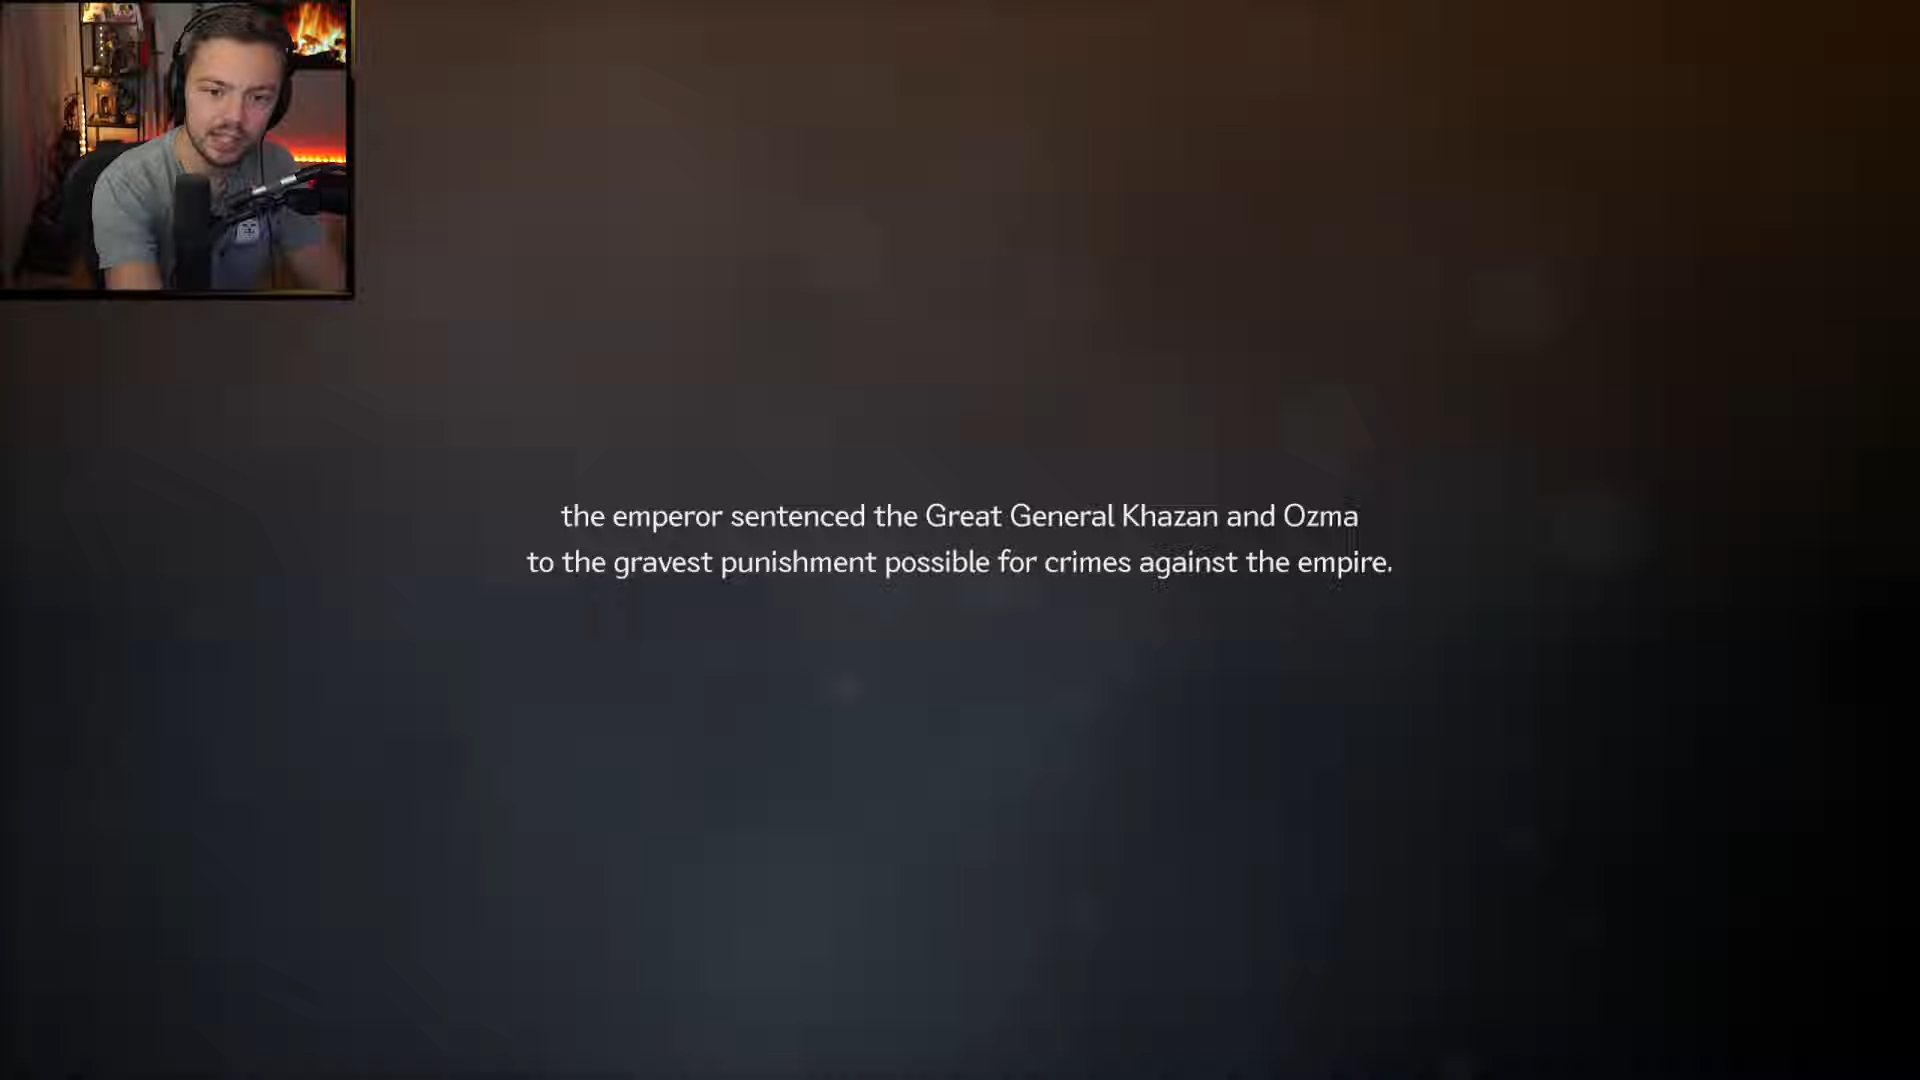 the emperor sentenced the Great General Khazan and Ozma
to the gravest punishment possible for crimes against the empire.